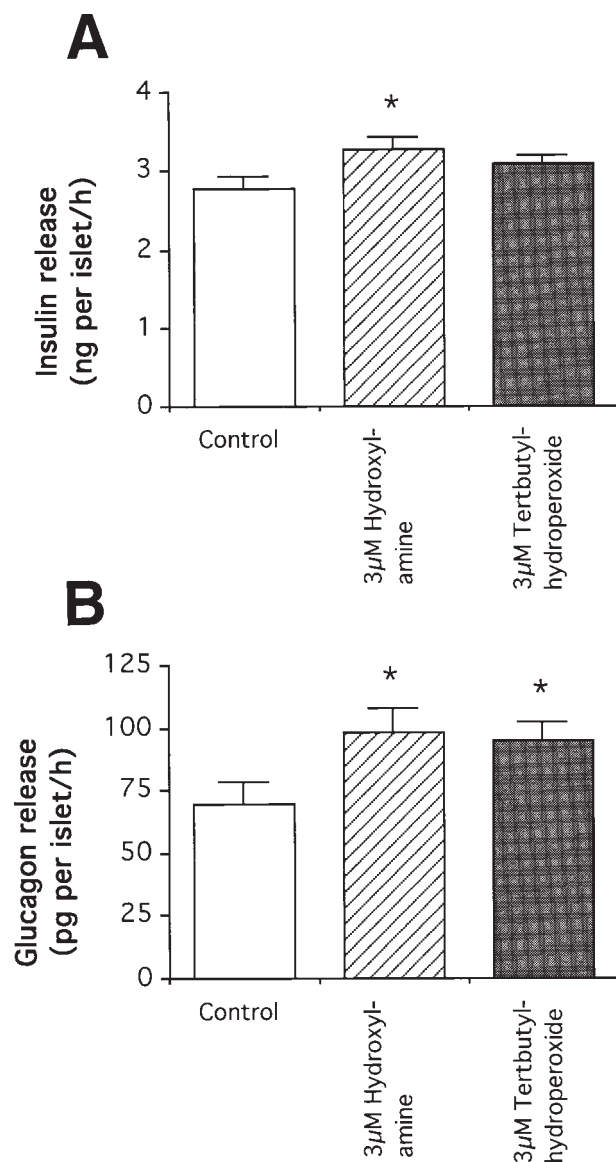 A
Insulin release
(ng per islet/h)
4
3
2
1
0
*
Control
3μM Hydroxyl-
amine
3μM Tertbutyl-
hydroperoxide
B
Glucagon release
(pg per islet/h)
125
100
75
50
25
0
*
*
Control
3μM Hydroxyl-
amine
3μM Tertbutyl-
hydroperoxide